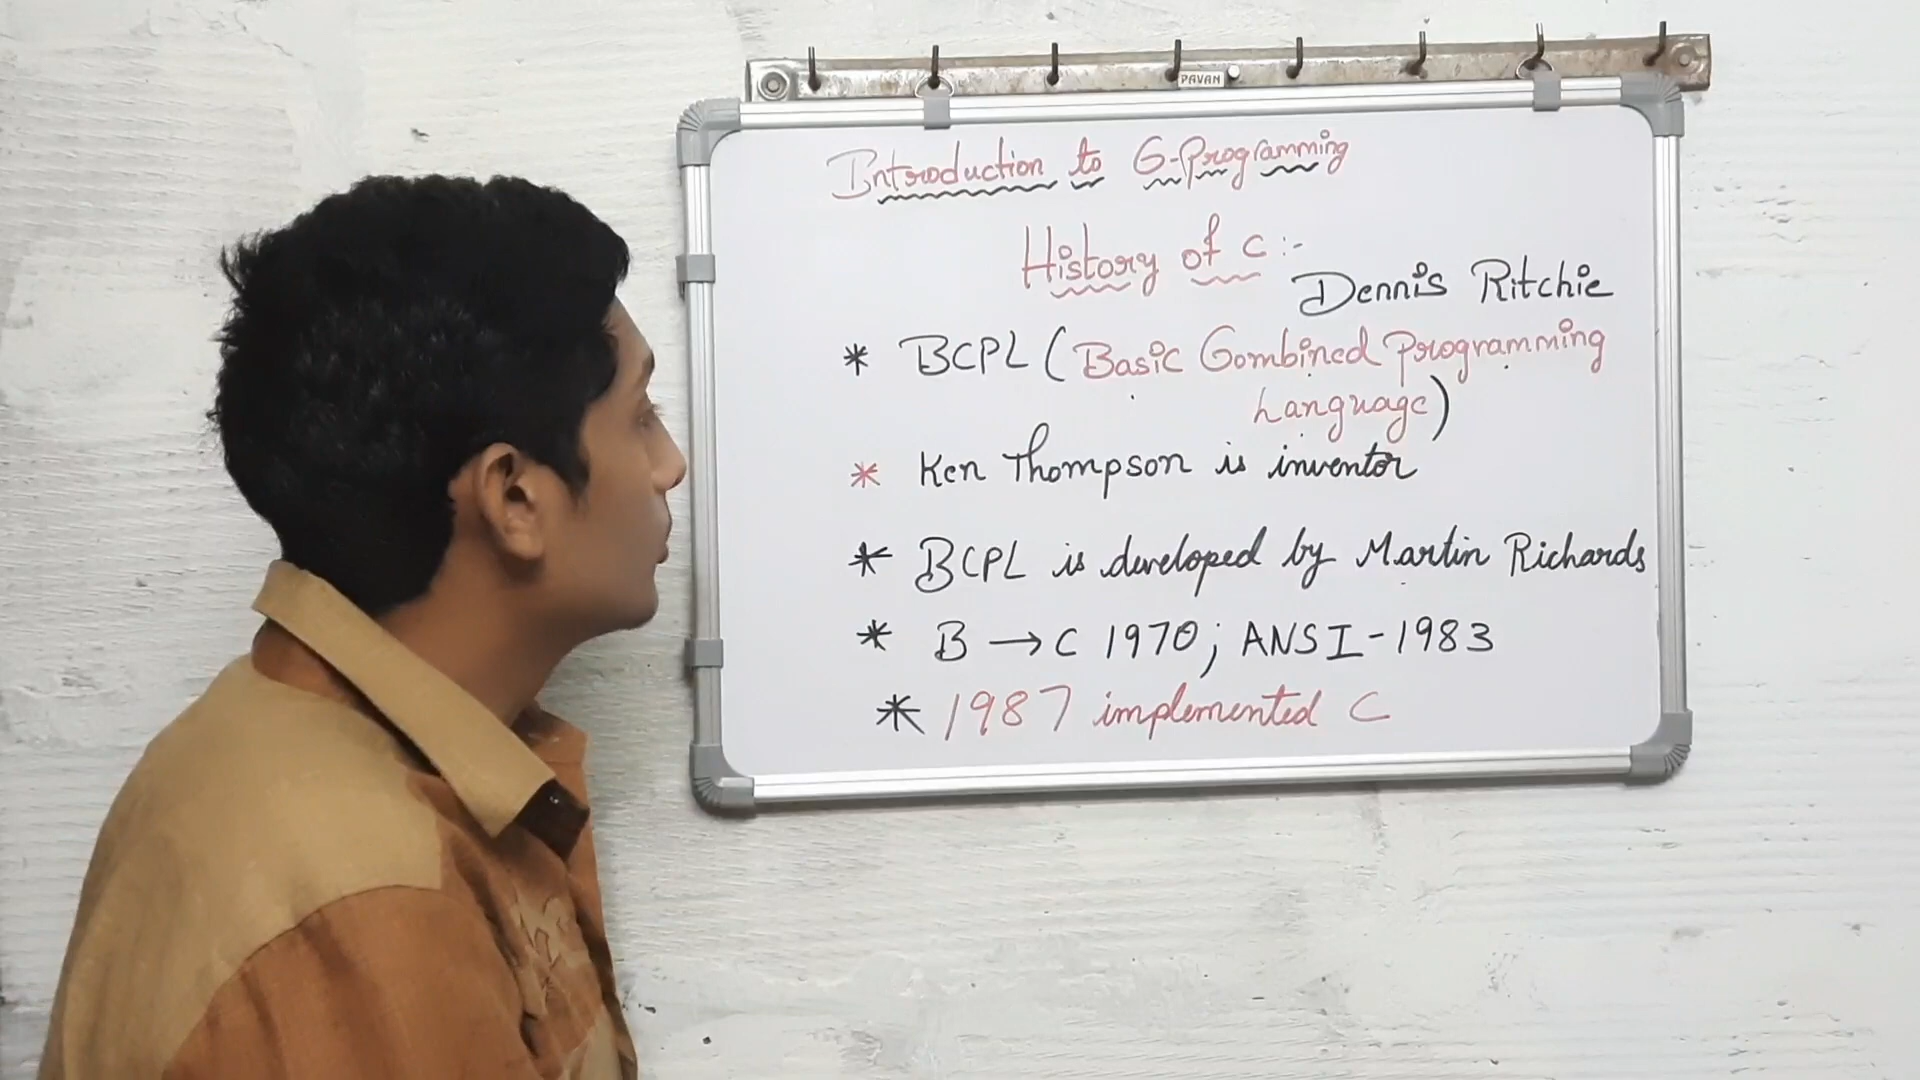 PAVAN
Introduction to C-Programming
History of C :-
Dennis Ritchie
* BCPL (Basic Combined Programming
Language)
* Ken Thompson is inventor
* BCPL is developed by Martin Richards
* B → C 1970; ANSI-1983
* 1987 implemented C